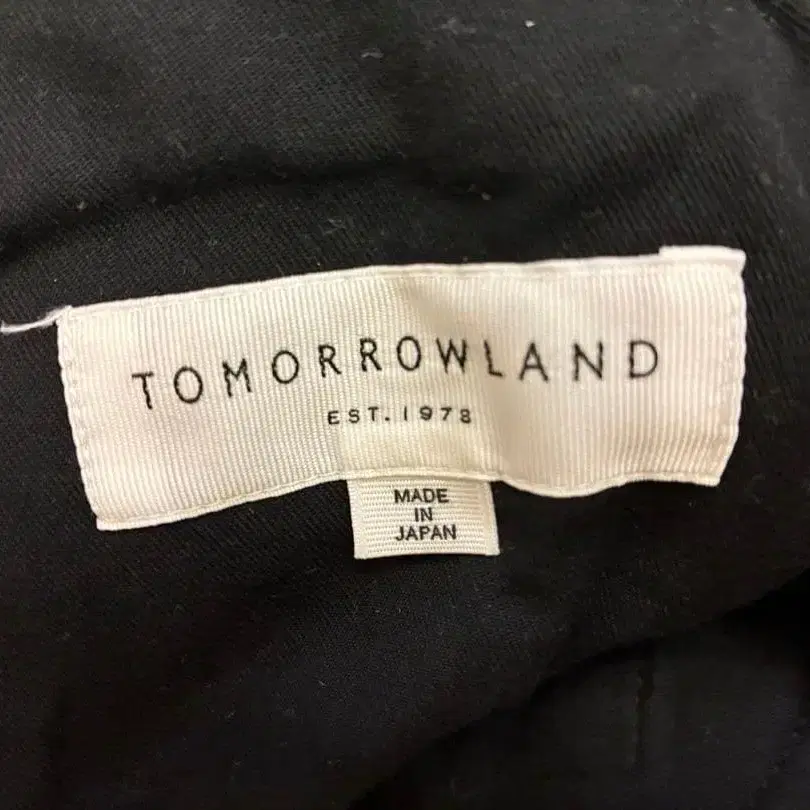 TOMORROWLAND
EST. 1978
MADE
IN
JAPAN